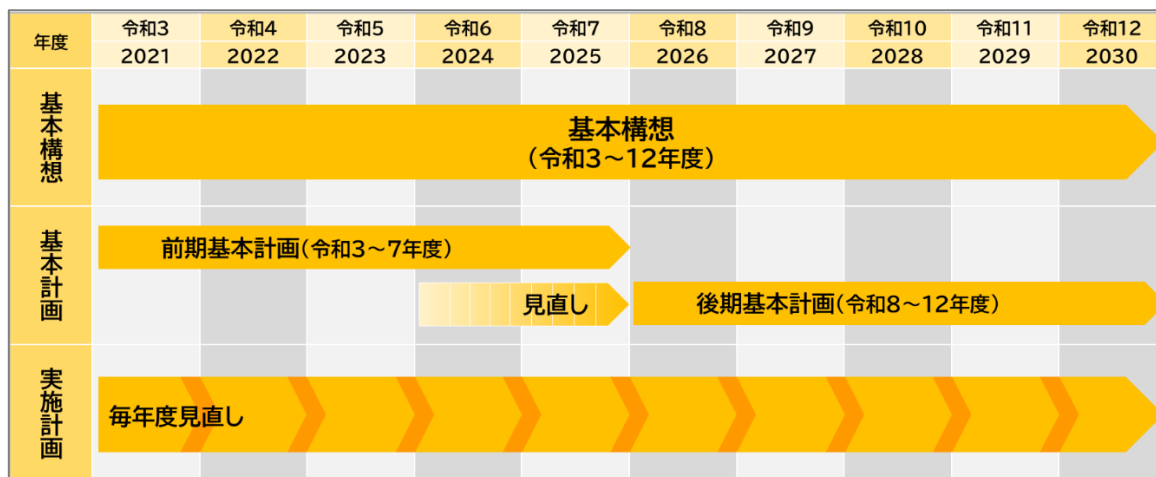 年度 令和3 令和4 令和5 令和6 令和7 令和8 令和9 令和10 令和11 令和12
2021 2022 2023 2024 2025 2026 2027 2028 2029 2030
基本構想
基本構想
(令和3～12年度)
基本計画
前期基本計画(令和3～7年度)
見直し
後期基本計画(令和8～12年度)
実施計画
毎年度見直し